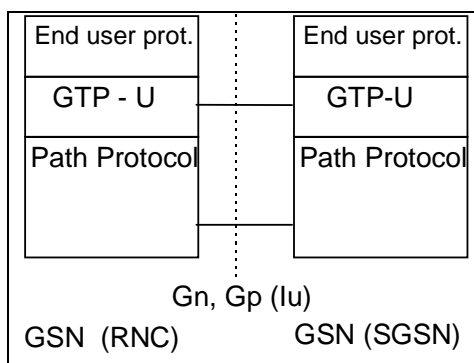 End user prot.
End user prot.
GTP - U
GTP-U
Path Protocol
Path Protocol
Gn, Gp (Iu)
GSN (RNC)
GSN (SGSN)